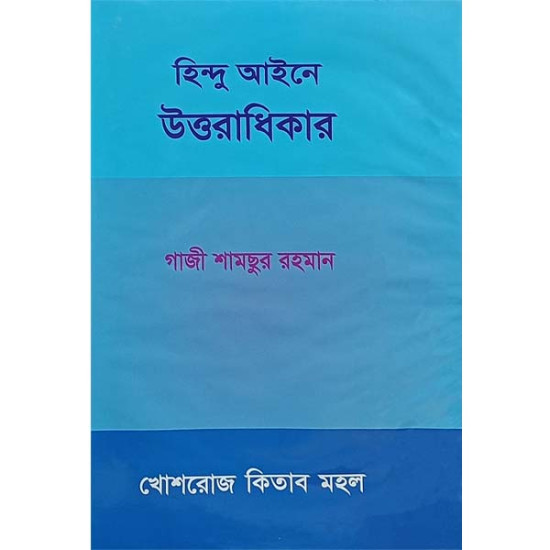 হিন্দু আইনে
উত্তরাধিকার
গাজী শামছুর রহমান
খোশরোজ কিতাব মহল